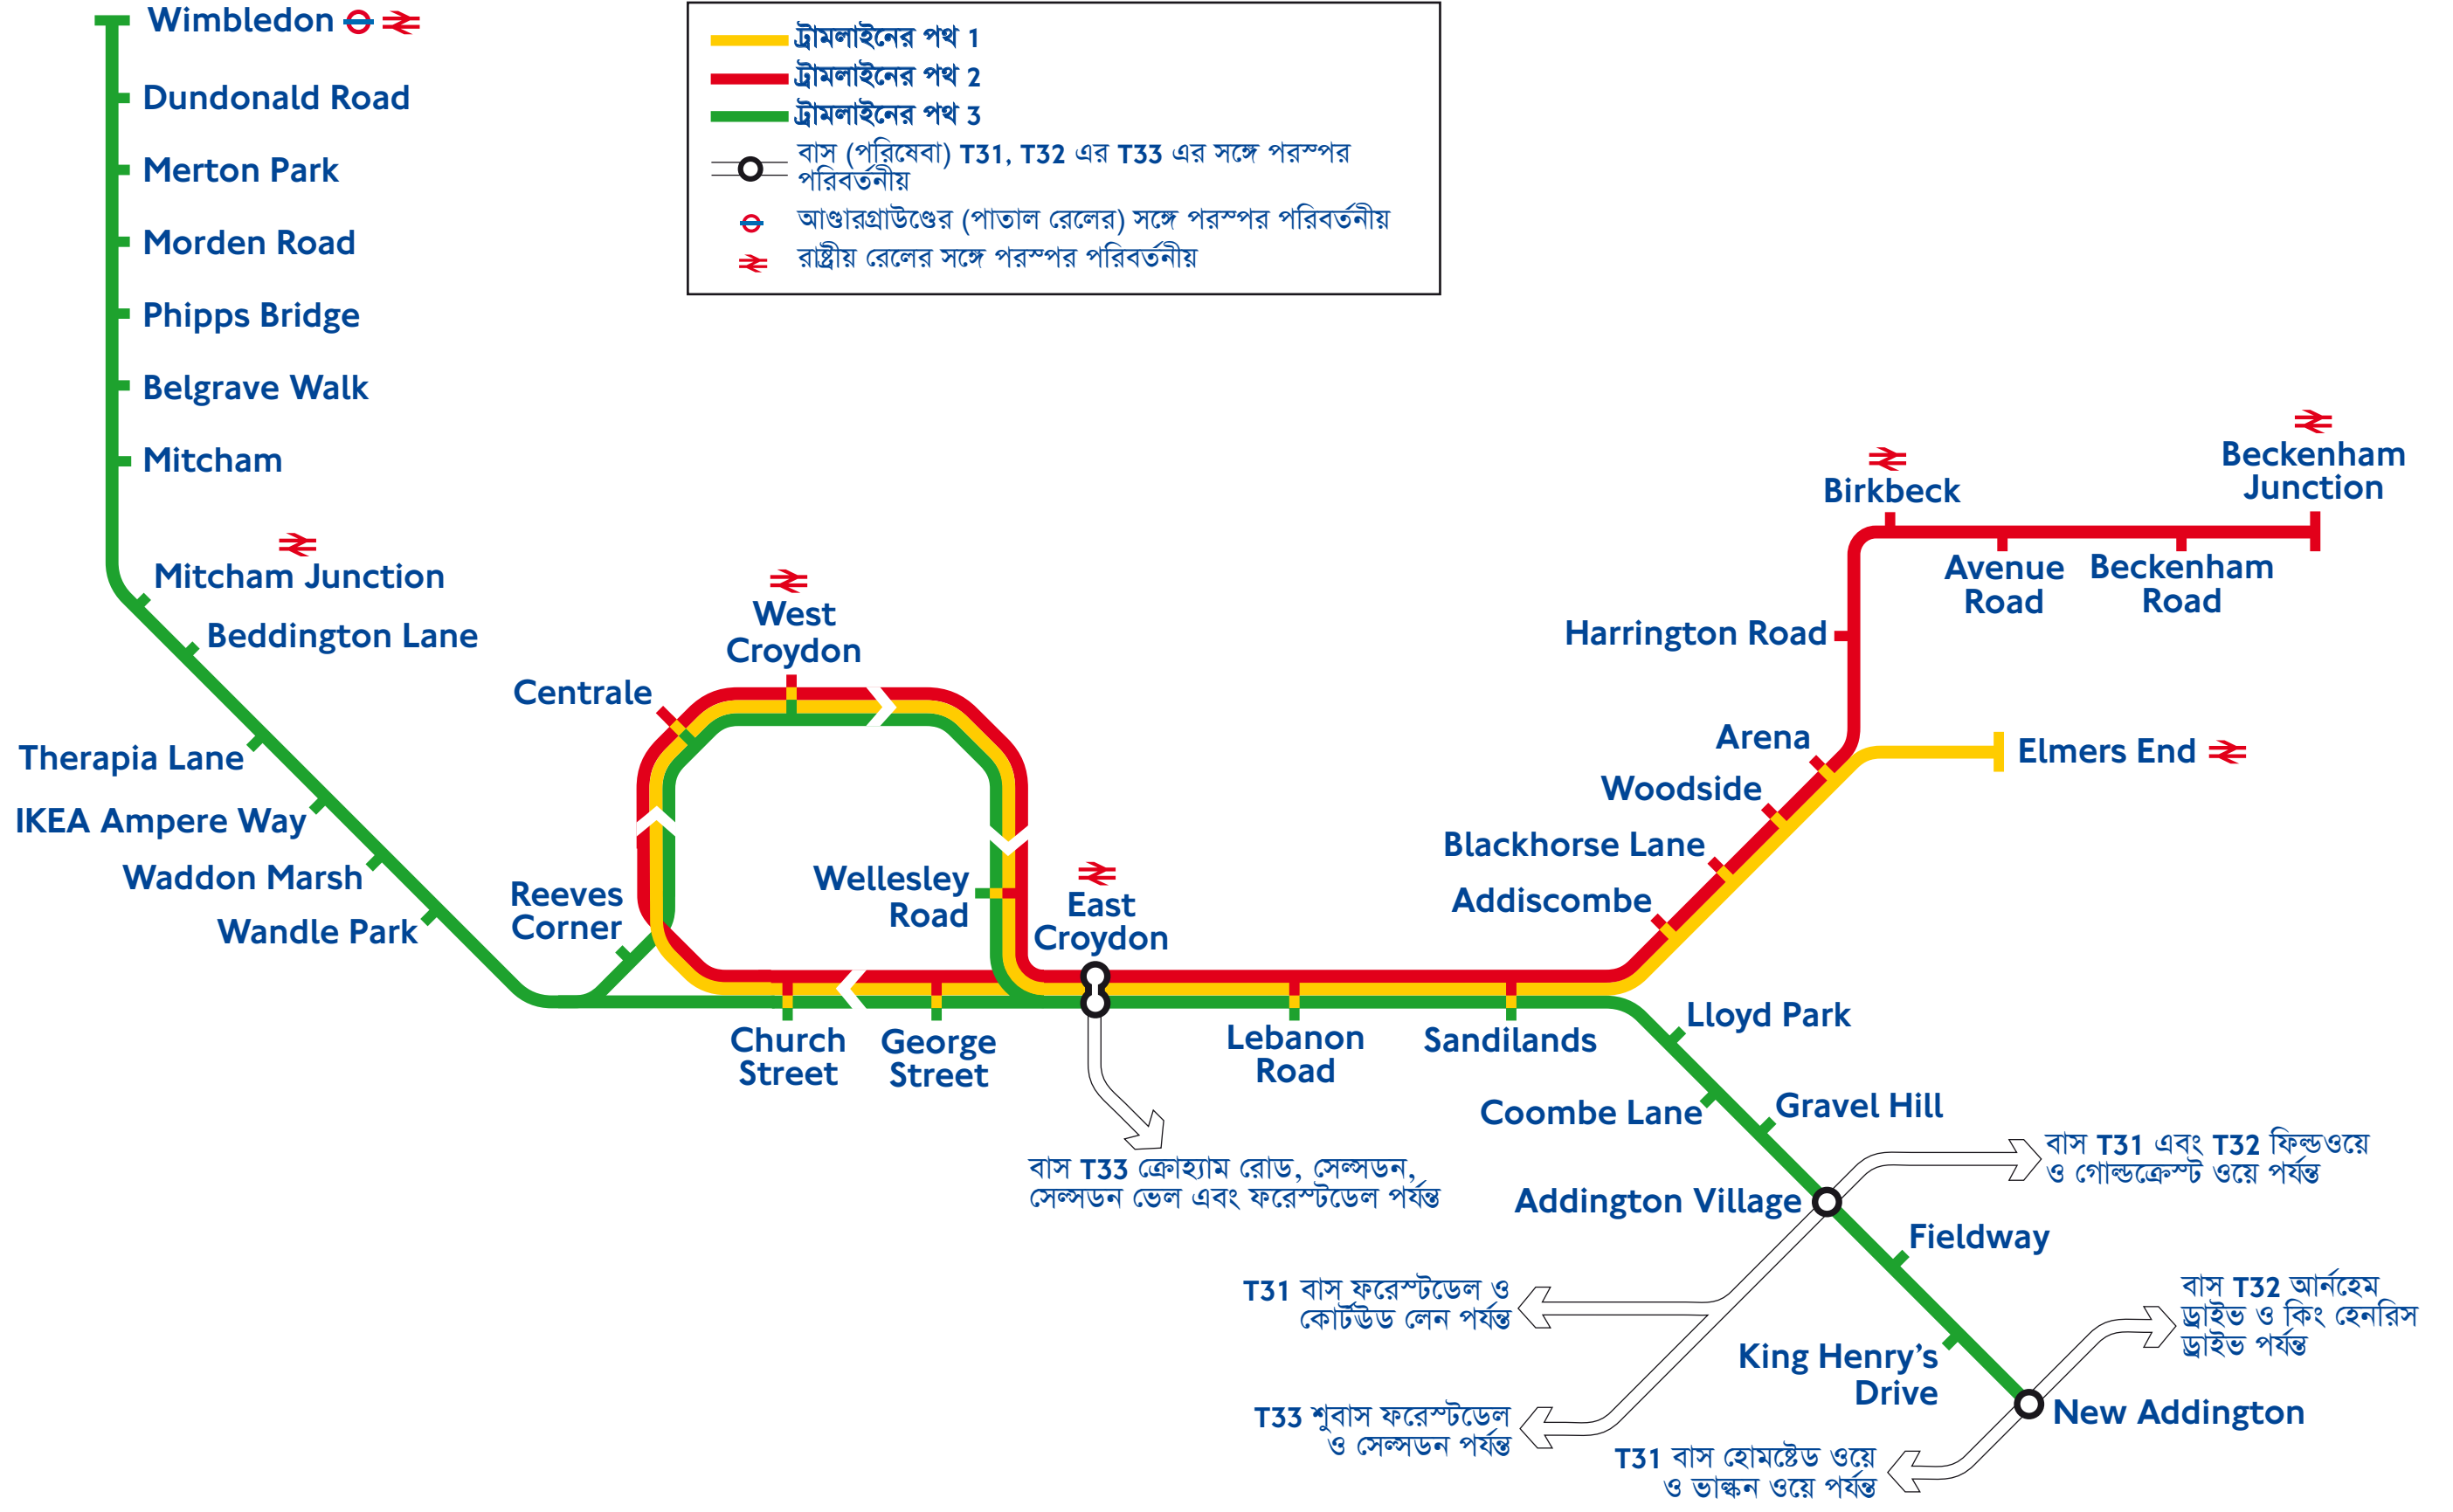 Wimbledon
Dundonald Road
Merton Park
Morden Road
Phipps Bridge
Belgrave Walk
Mitcham
Mitcham Junction
Beddington Lane
Therapia Lane
IKEA Ampere Way
Waddon Marsh
Wandle Park
ট্রামলাইনের পথ 1
ট্রামলাইনের পথ 2
ট্রামলাইনের পথ 3
বাস (পরিষেবা) T31, T32 এর T33 এর সঙ্গে পরস্পর
পরিবর্তনীয়
আণ্ডারগ্রাউণ্ডের (পাতাল রেলের) সঙ্গে পরস্পর পরিবর্তনীয়
রাষ্ট্রীয় রেলের সঙ্গে পরস্পর পরিবর্তনীয়
Reeves
Corner
Centrale
West
Croydon
Wellesley
Road
East
Croydon
Church
Street
George
Street
Lebanon
Road
Sandilands
Addiscombe
Blackhorse Lane
Woodside
Arena
Elmers End
Harrington Road
Birkbeck
Avenue
Road
Beckenham
Road
Beckenham
Junction
Lloyd Park
Coombe Lane
Gravel Hill
Addington Village
Fieldway
King Henry's
Drive
New Addington
বাস T33 ক্রোহ্যাম রোড, সেল্সডন,
সেল্সডন ভেল এবং ফরেস্টডেল পর্যন্ত
বাস T31 এবং T32 ফিল্ডওয়ে
ও গোল্ডক্রেস্ট ওয়ে পর্যন্ত
T31 বাস ফরেস্টডেল ও
কোর্টউড লেন পর্যন্ত
T33 শুবাস ফরেস্টডেল
ও সেল্সডন পর্যন্ত
বাস T32 আর্নহেম
ড্রাইভ ও কিং হেনরিস
ড্রাইভ পর্যন্ত
T31 বাস হোমষ্টেড ওয়ে
ও ভাল্কন ওয়ে পর্যন্ত